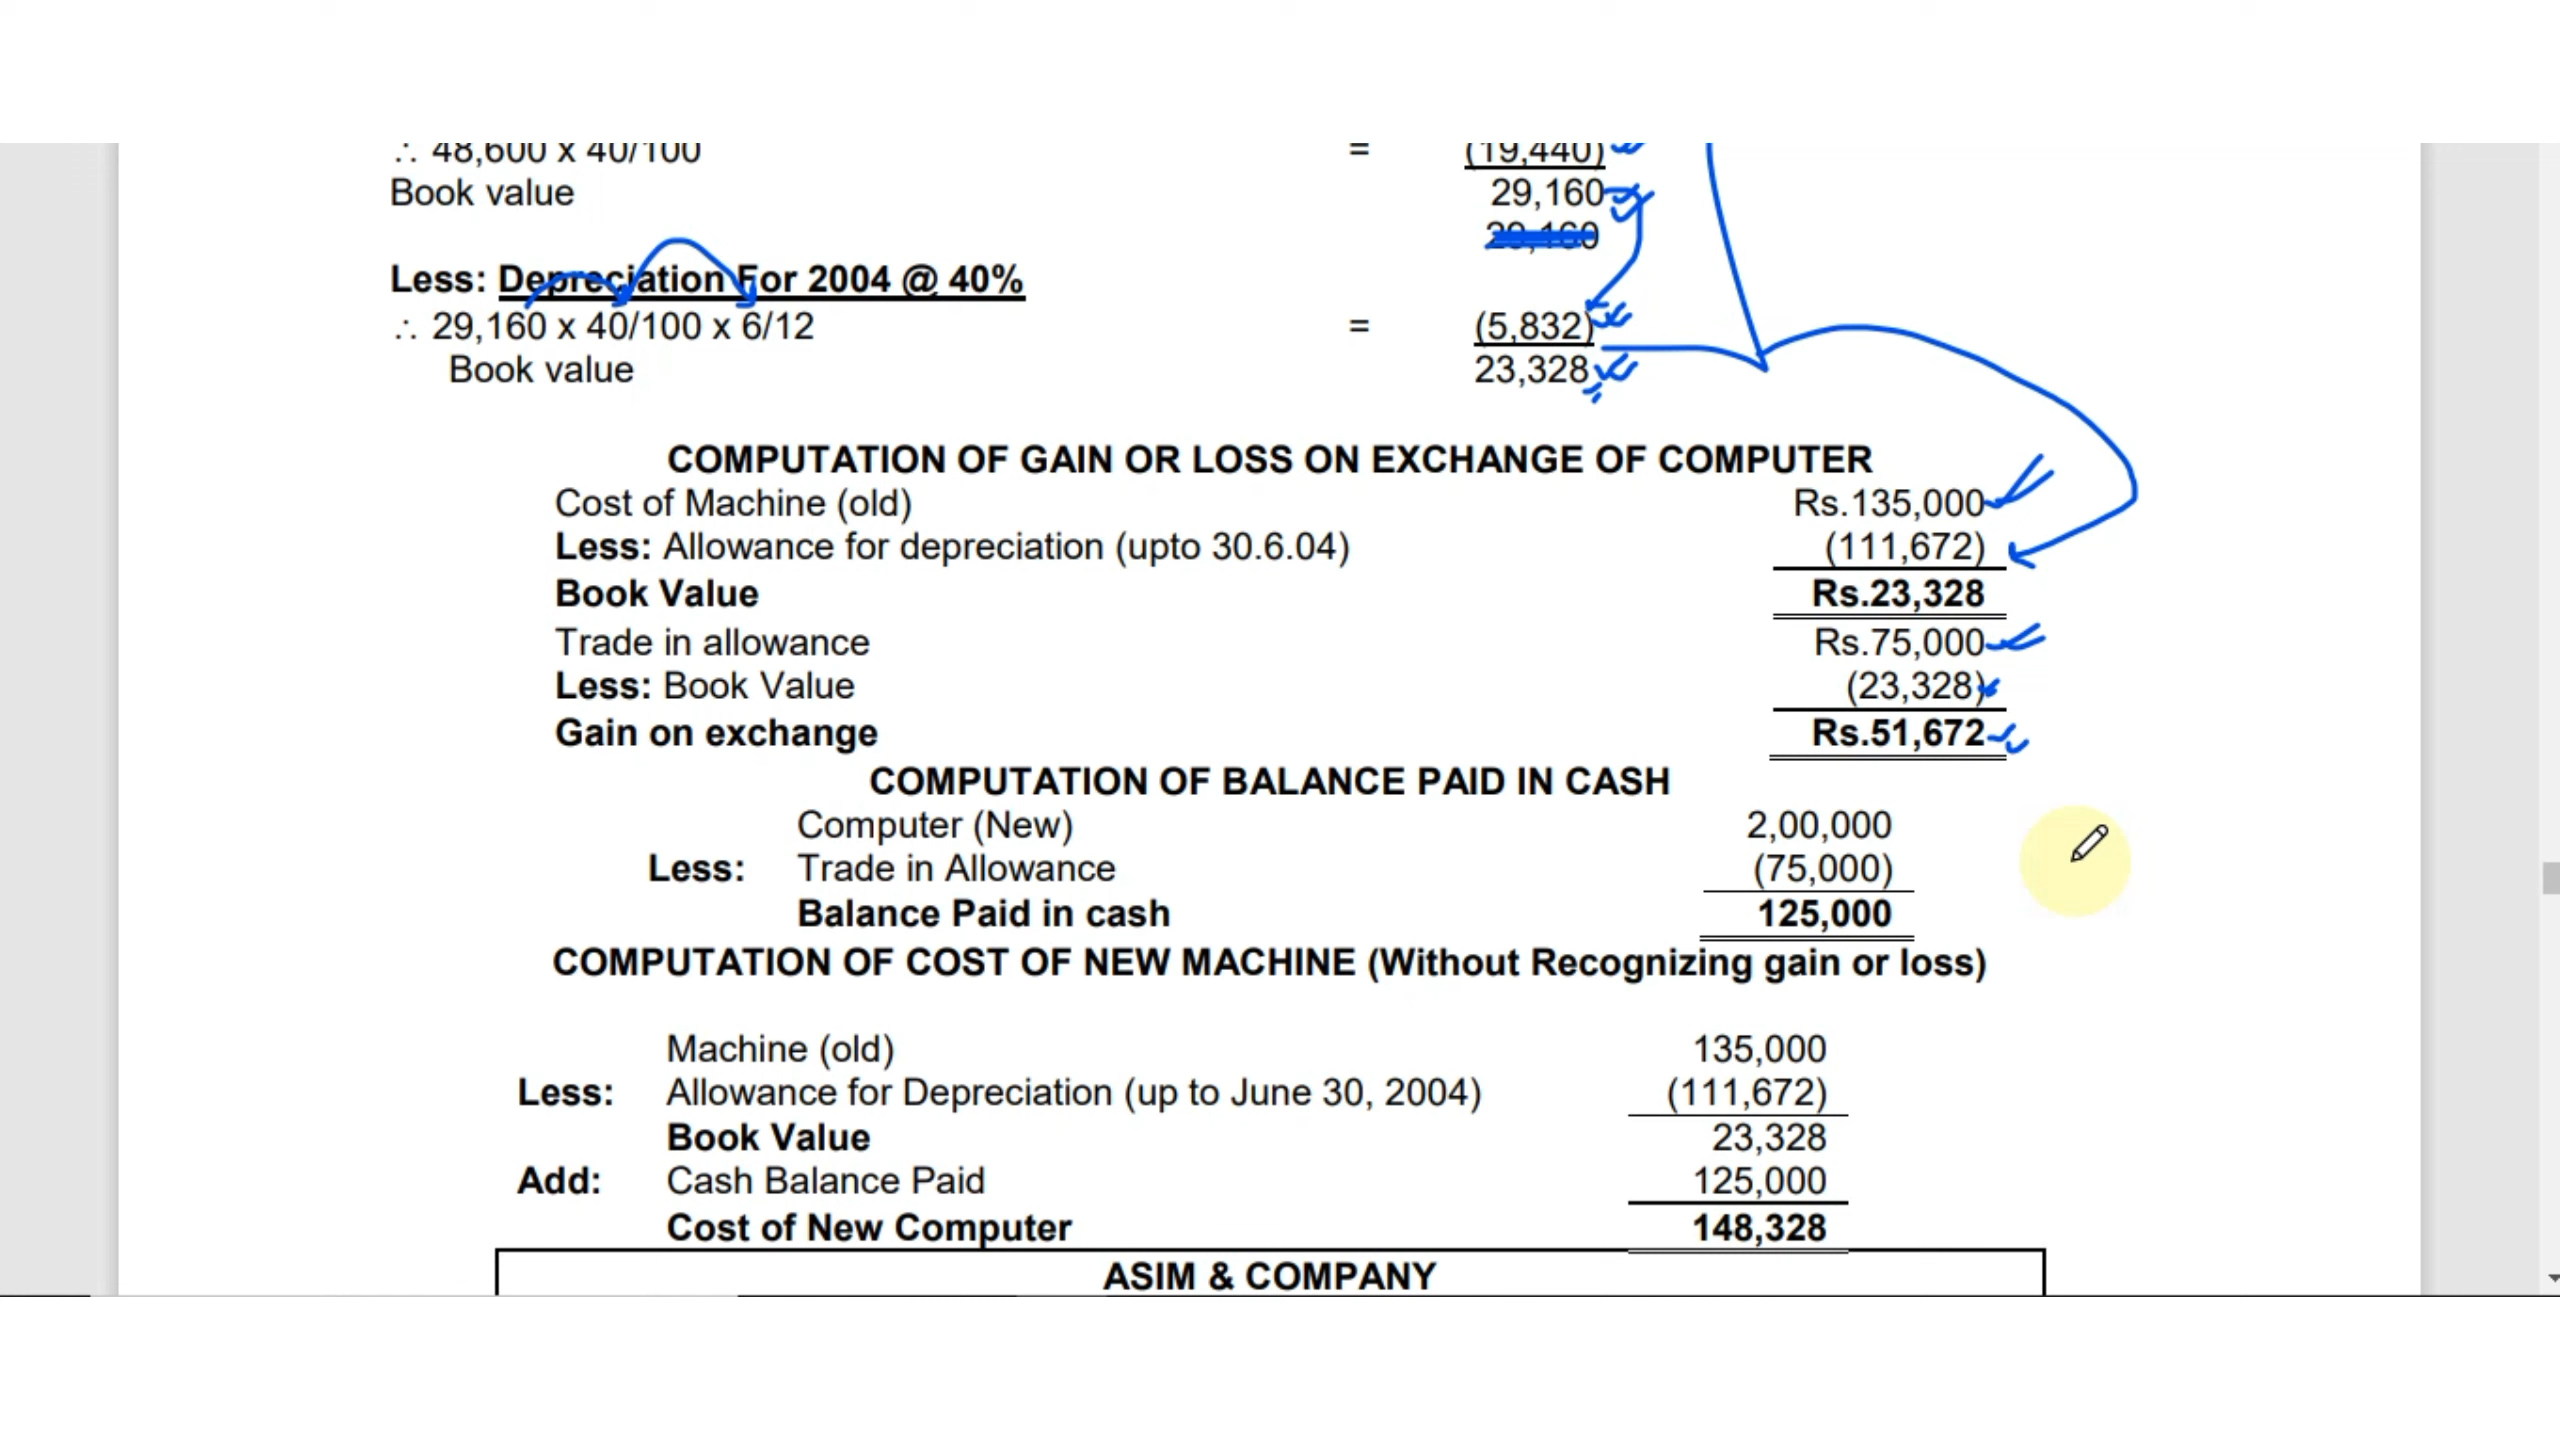 ∴ 48,600 x 40/100 = (19,440)
Book value 29,160
29,160
Less: Depreciation For 2004 @ 40%
∴ 29,160 x 40/100 x 6/12 = (5,832)
Book value 23,328
COMPUTATION OF GAIN OR LOSS ON EXCHANGE OF COMPUTER
Cost of Machine (old) Rs.135,000
Less: Allowance for depreciation (upto 30.6.04) (111,672)
Book Value Rs.23,328
Trade in allowance Rs.75,000
Less: Book Value (23,328)
Gain on exchange Rs.51,672
COMPUTATION OF BALANCE PAID IN CASH
Computer (New) 2,00,000
Less: Trade in Allowance (75,000)
Balance Paid in cash 125,000
COMPUTATION OF COST OF NEW MACHINE (Without Recognizing gain or loss)
Machine (old) 135,000
Less: Allowance for Depreciation (up to June 30, 2004) (111,672)
Book Value 23,328
Add: Cash Balance Paid 125,000
Cost of New Computer 148,328
ASIM & COMPANY